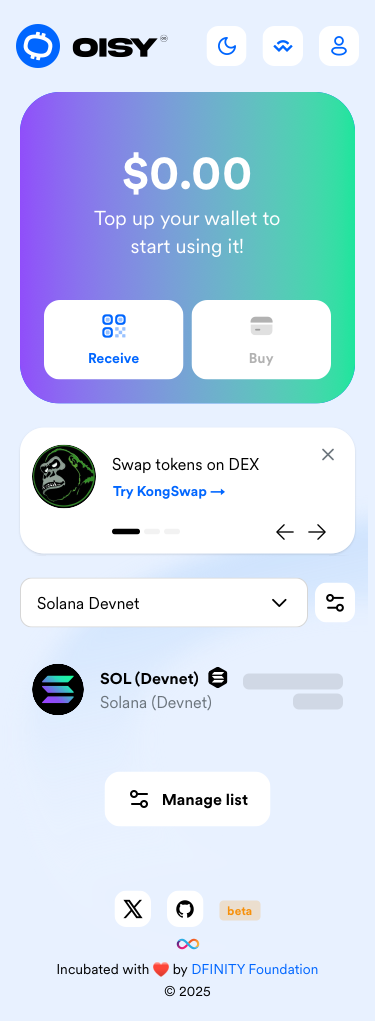 OISY
$0.00
Top up your wallet to
start using it!
Receive
Buy
Swap tokens on DEX
Try KongSwap →
Solana Devnet
SOL (Devnet)
Solana (Devnet)
Manage list
beta
Incubated with ❤️ by DFINITY Foundation
© 2025